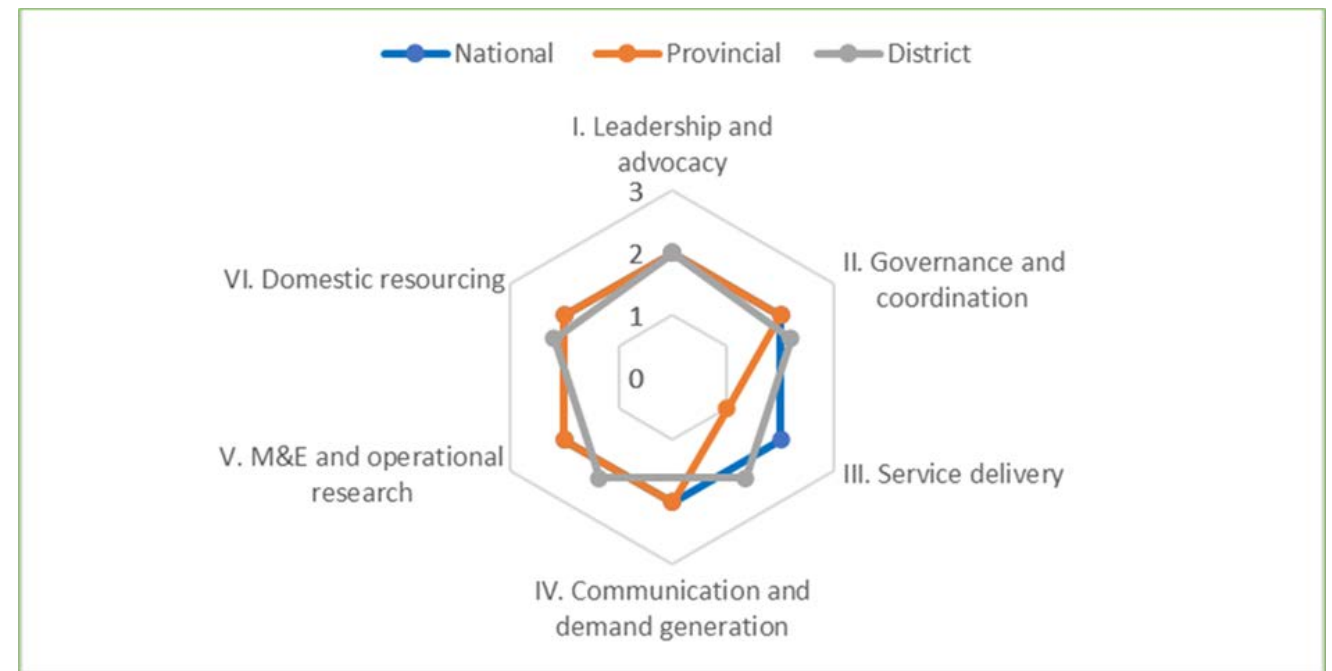 National Provincial District
I. Leadership and
advocacy
3
2
1
0
II. Governance and
coordination
III. Service delivery
IV. Communication and
demand generation
V. M&E and operational
research
VI. Domestic resourcing